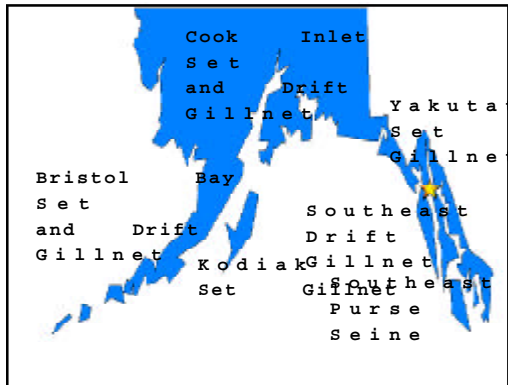 Cook Inlet
Set
and Drift
Gillnet
Yakutat
Set
Gillnet
Bristol Bay
Set
and Drift
Gillnet
Southeast
Drift
Gillnet
Kodiak
Set Gillnet
Southeast
Purse
Seine